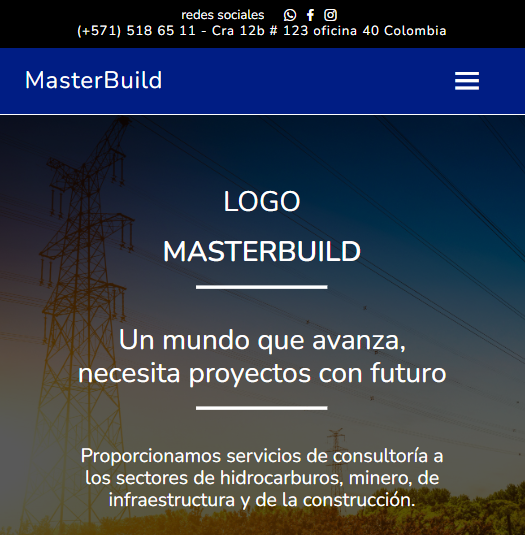 redes sociales
(+571) 518 65 11 - Cra 12b # 123 oficina 40 Colombia
MasterBuild
LOGO
MASTERBUILD
Un mundo que avanza,
necesita proyectos con futuro
Proporcionamos servicios de consultoría a
los sectores de hidrocarburos, minero, de
infraestructura y de la construcción.